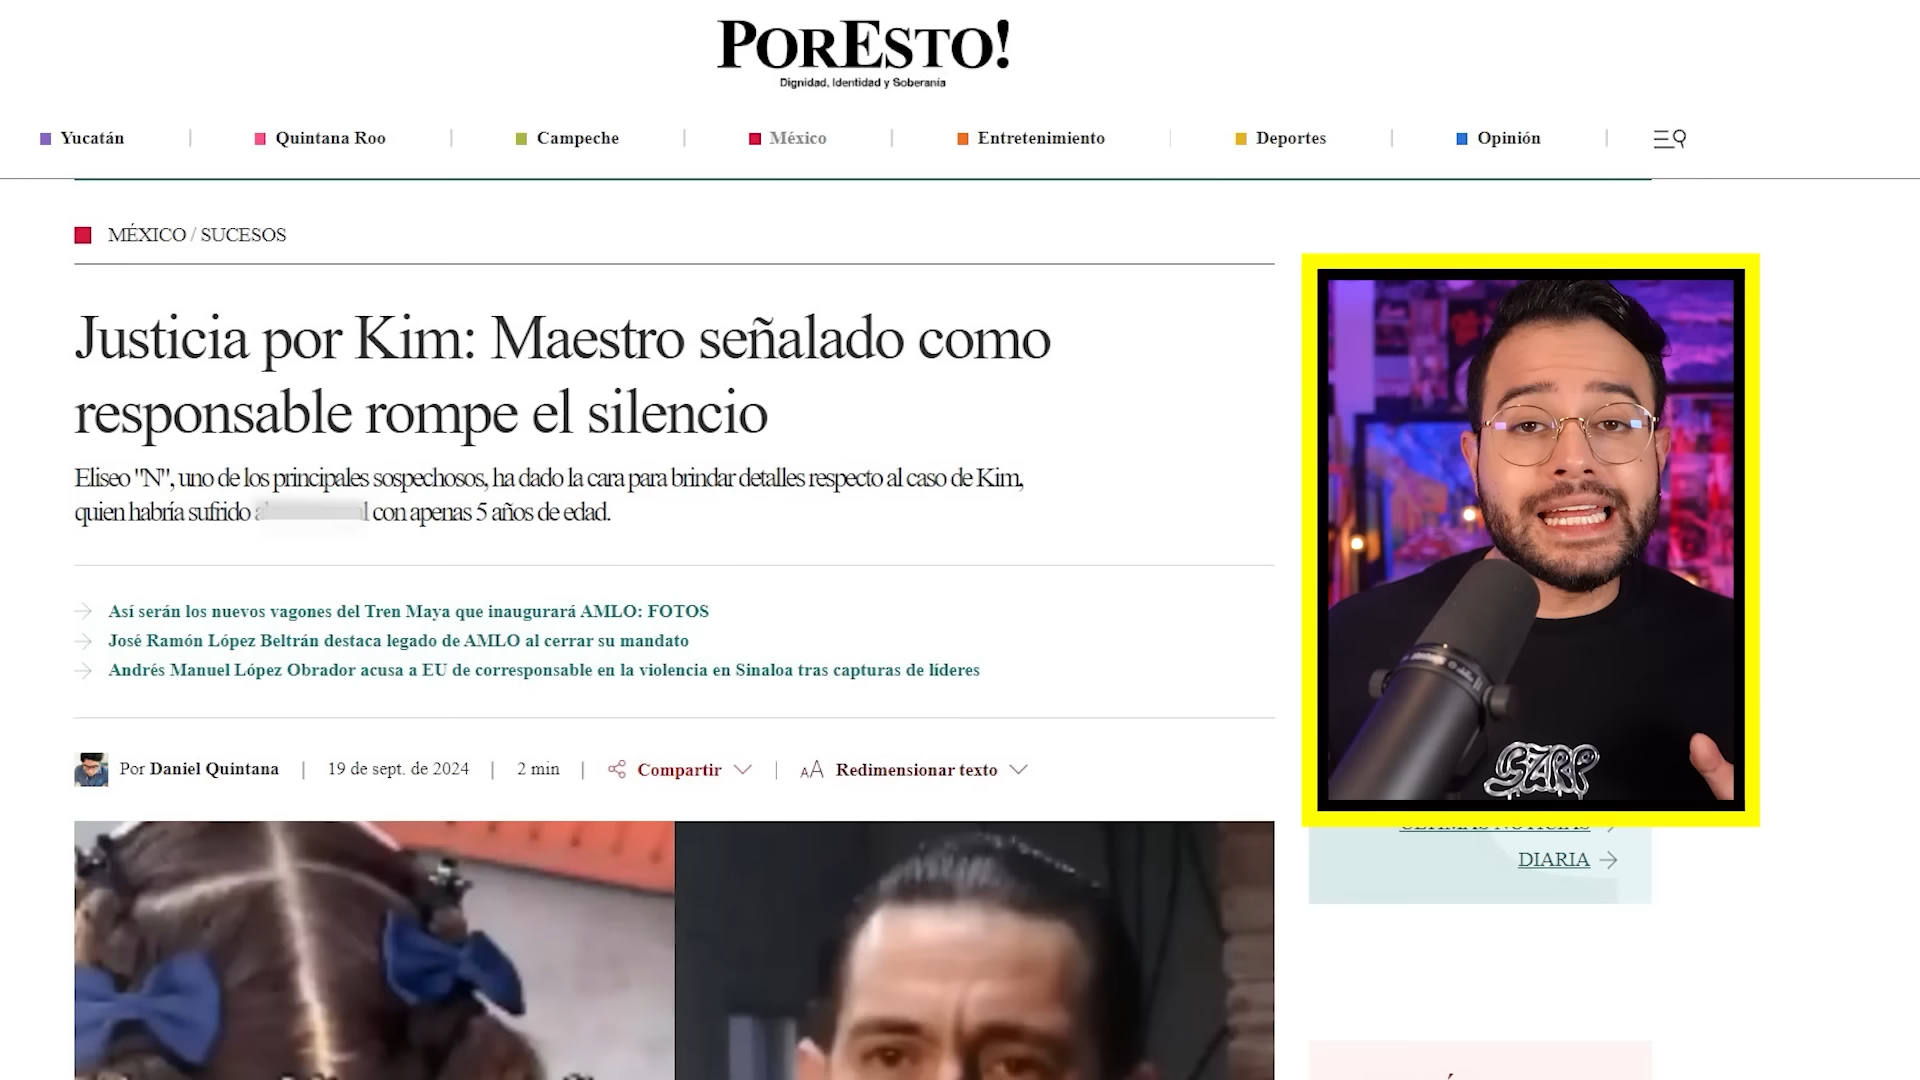 PORESTO!
Dignidad, Identidad y Soberanía
Yucatán
Quintana Roo
Campeche
México
Entretenimiento
Deportes
Opinión
MÉXICO / SUCESOS
Justicia por Kim: Maestro señalado como
responsable rompe el silencio
Eliseo "N", uno de los principales sospechosos, ha dado la cara para brindar detalles respecto al caso de Kim,
quien habría sufrido con apenas 5 años de edad.
Así serán los nuevos vagones del Tren Maya que inaugurará AMLO: FOTOS
José Ramón López Beltrán destaca legado de AMLO al cerrar su mandato
Andrés Manuel López Obrador acusa a EU de corresponsable en la violencia en Sinaloa tras capturas de líderes
Por Daniel Quintana | 19 de sept. de 2024 | 2 min | Compartir | AA Redimensionar texto
DIARIA